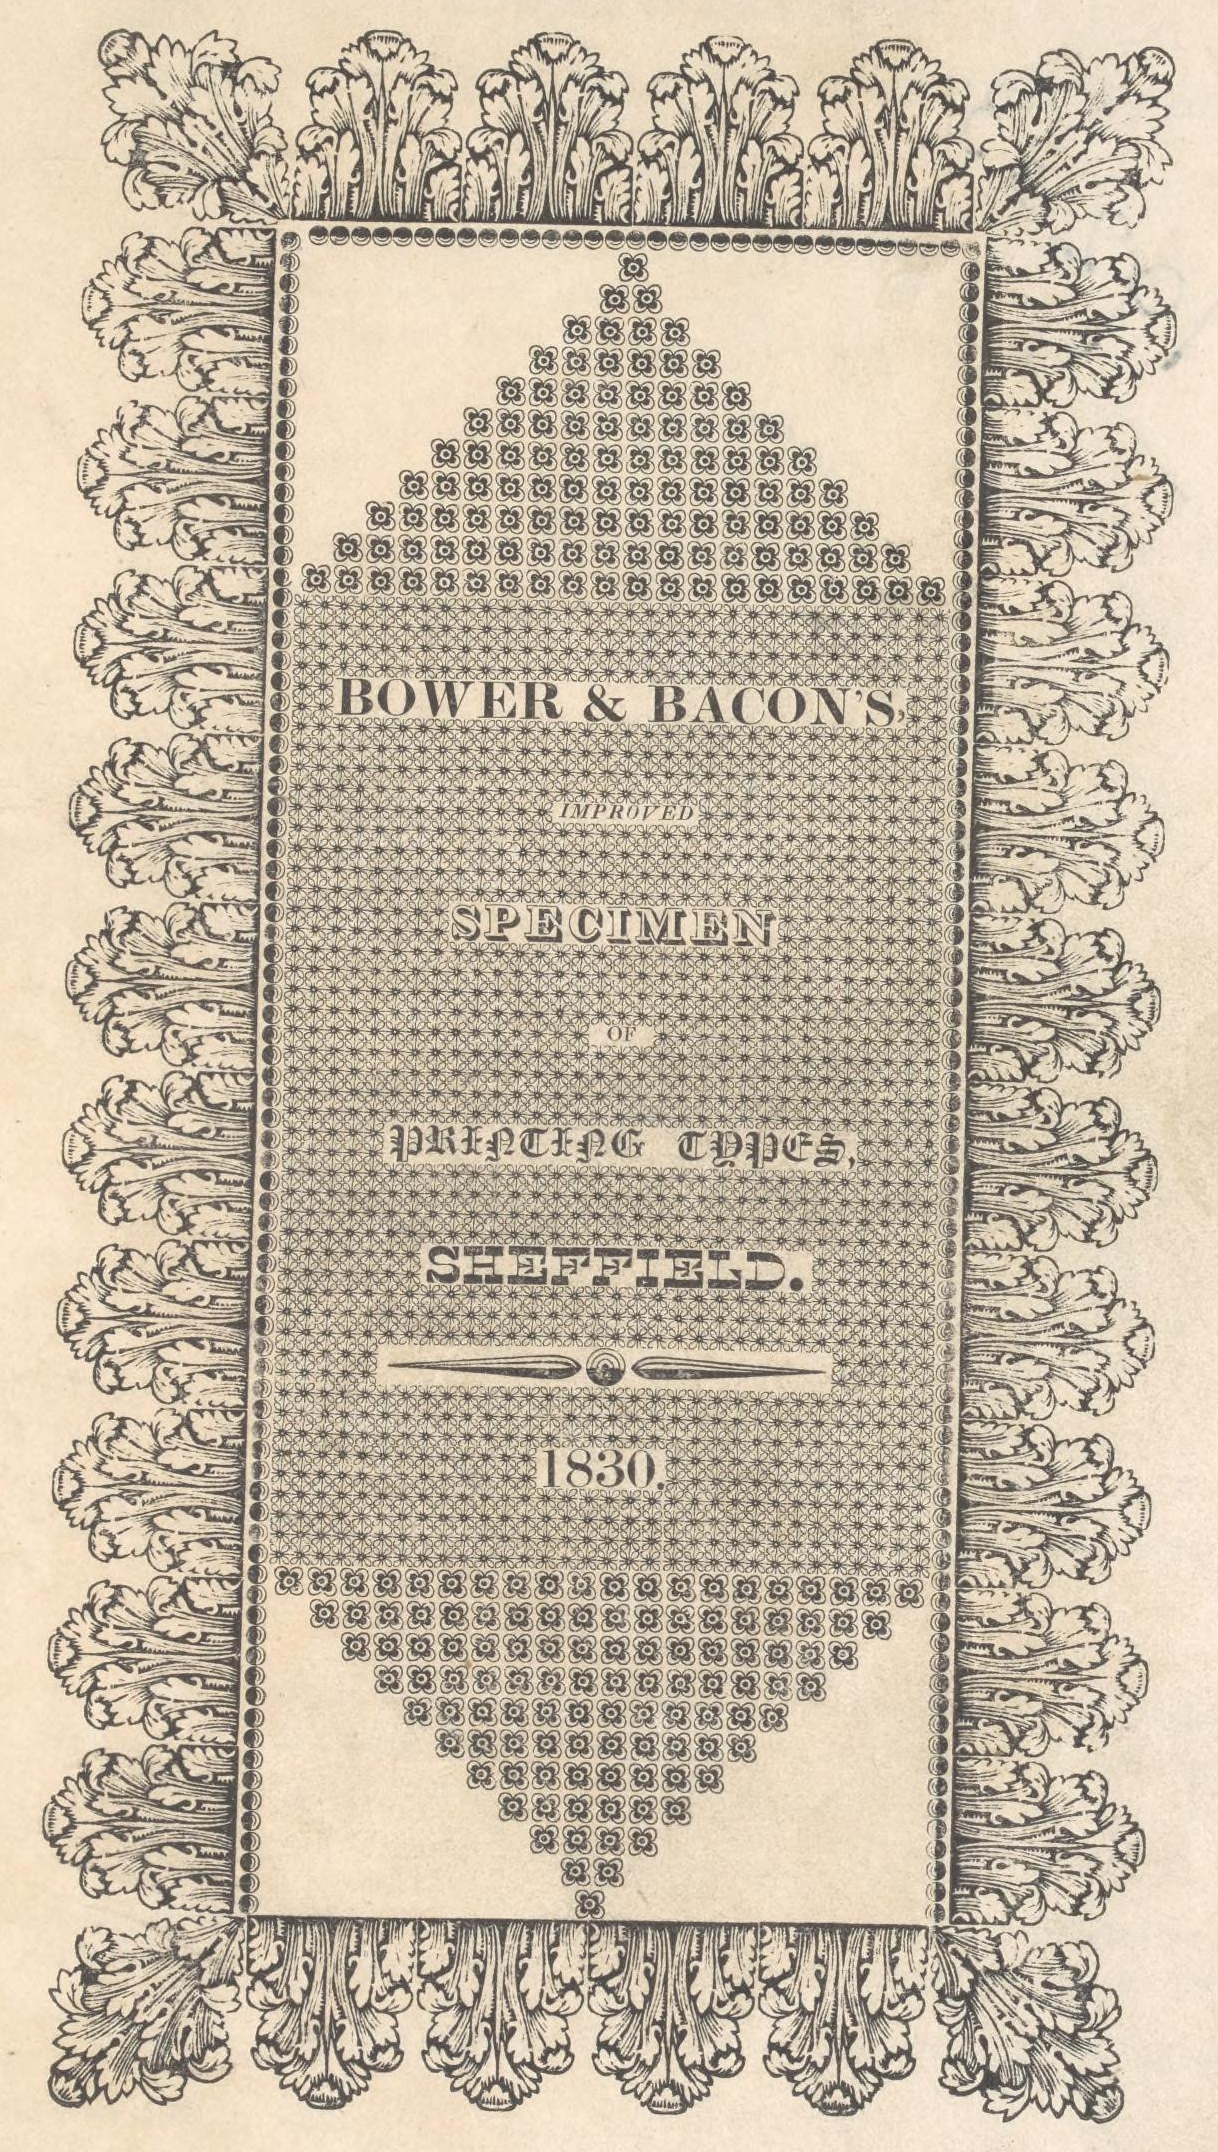 BOWER & BACON'S,
IMPROVED
SPECIMEN
OF
PRINTING TYPES,
SHEFFIELD.
1830.